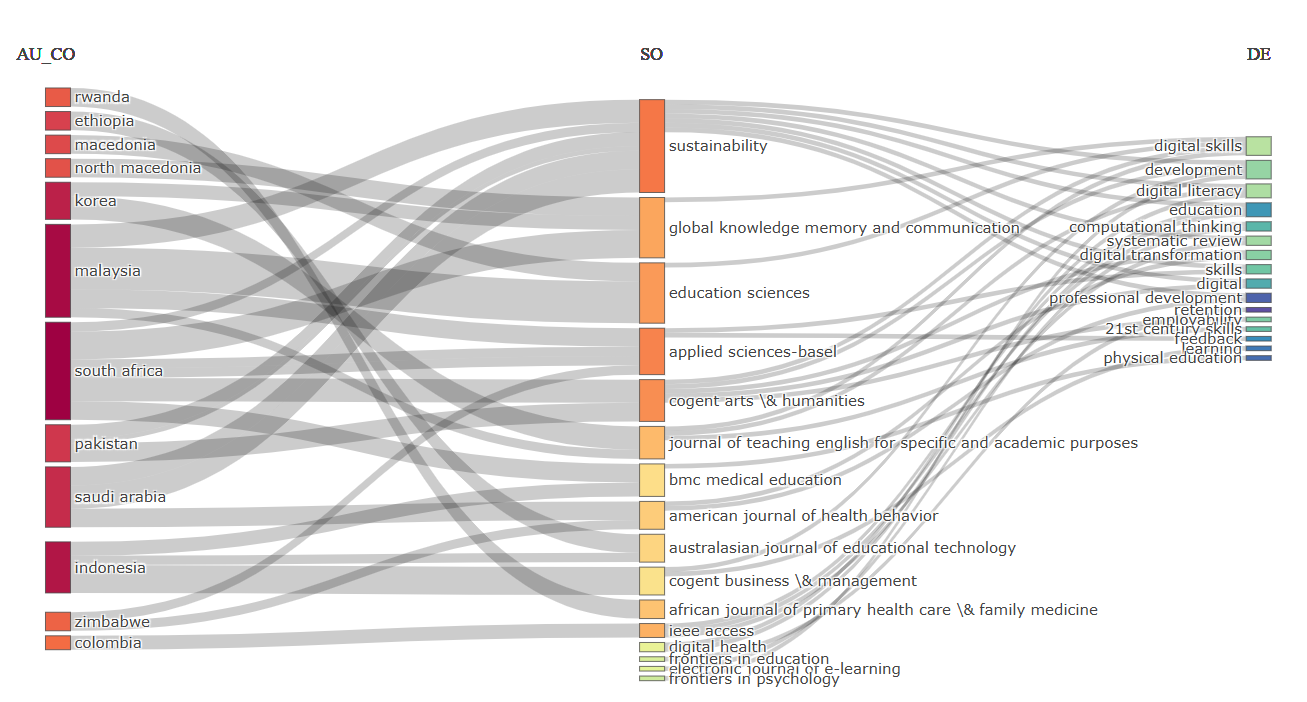 AU_CO
SO
DE
rwanda
ethiopia
macedonia
north macedonia
korea
malaysia
south africa
pakistan
saudi arabia
indonesia
zimbabwe
colombia
sustainability
global knowledge memory and communication
education sciences
applied sciences-basel
cogent arts \& humanities
journal of teaching english for specific and academic purposes
bmc medical education
american journal of health behavior
australasian journal of educational technology
cogent business \& management
african journal of primary health care \& family medicine
ieee access
digital health
frontiers in education
electronic journal of e-learning
frontiers in psychology
digital skills
development
digital literacy
education
computational thinking
systematic review
digital transformation
skills
digital
professional development
retention
employability
21st century skills
feedback
learning
physical education